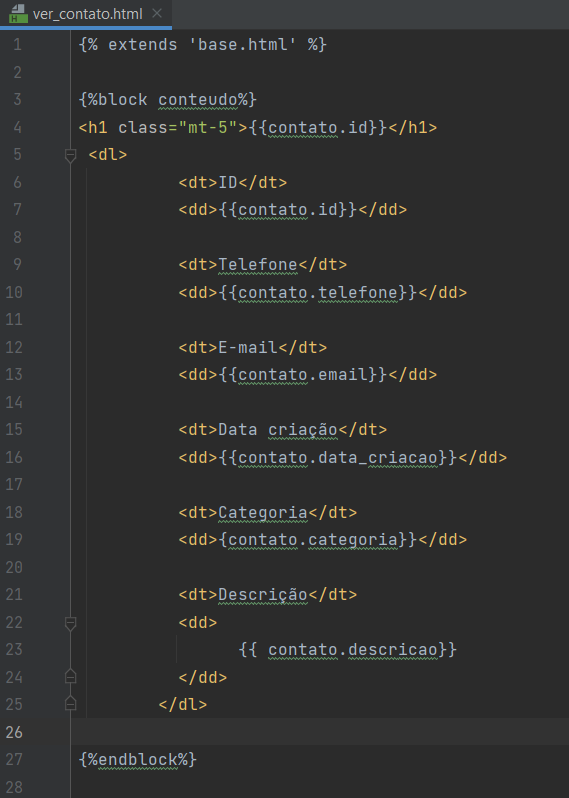 ver_contato.html
1 {% extends 'base.html' %}
2
3 {%block conteudo%}
4 <h1 class="mt-5">{{contato.id}}</h1>
5 <dl>
6 <dt>ID</dt>
7 <dd>{{contato.id}}</dd>
8
9 <dt>Telefone</dt>
10 <dd>{{contato.telefone}}</dd>
11
12 <dt>E-mail</dt>
13 <dd>{{contato.email}}</dd>
14
15 <dt>Data criação</dt>
16 <dd>{{contato.data_criacao}}</dd>
17
18 <dt>Categoria</dt>
19 <dd>{contato.categoria}}</dd>
20
21 <dt>Descrição</dt>
22 <dd>
23 {{ contato.descricao}}
24 </dd>
25 </dl>
26
27 {%endblock%}
28